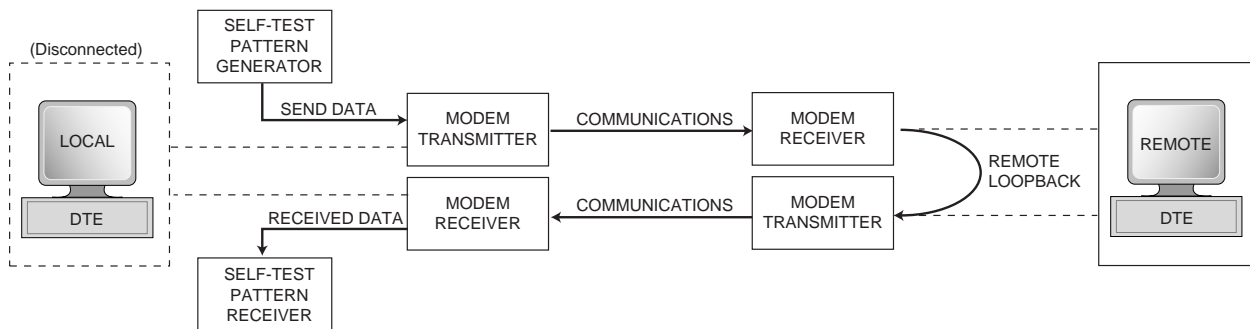 (Disconnected)
LOCAL
DTE
SELF-TEST
PATTERN
GENERATOR
SEND DATA
MODEM
TRANSMITTER
COMMUNICATIONS
MODEM
RECEIVER
REMOTE
LOOPBACK
REMOTE
DTE
MODEM
TRANSMITTER
COMMUNICATIONS
MODEM
RECEIVER
RECEIVED DATA
SELF-TEST
PATTERN
RECEIVER